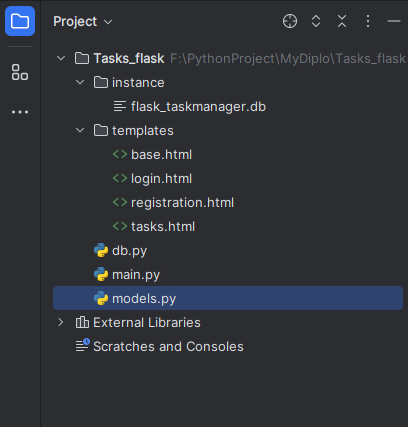 Project
Tasks_flask F:\PythonProject\MyDiplo\Tasks_flask
instance
flask_taskmanager.db
templates
base.html
login.html
registration.html
tasks.html
db.py
main.py
models.py
External Libraries
Scratches and Consoles